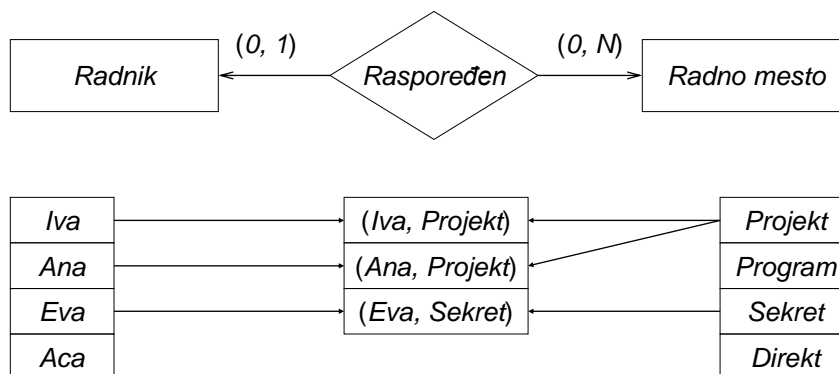 (0, 1) (0, N)
Radnik Raspoređen Radno mesto
Iva (Iva, Projekt) Projekt
Ana (Ana, Projekt) Program
Eva (Eva, Sekret) Sekret
Aca Direkt